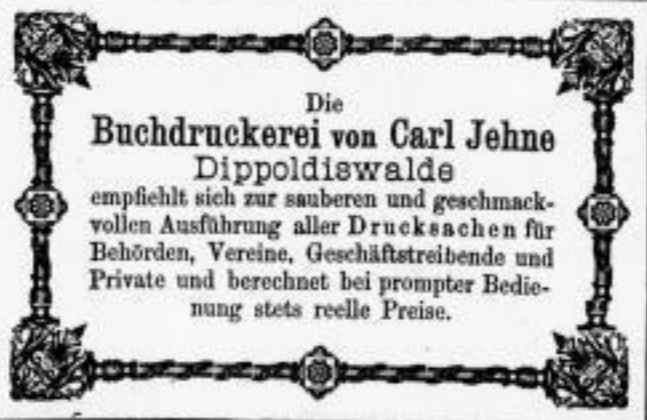 Die
Buchdruckerei von Carl Jehne
Dippoldiswalde
empfiehlt sich zur sauberen und geschmack-
vollen Ausführung aller Drucksachen für
Behörden, Vereine, Geschäftstreibende und
Private und berechnet bei prompter Bedie-
nung stets reelle Preise.